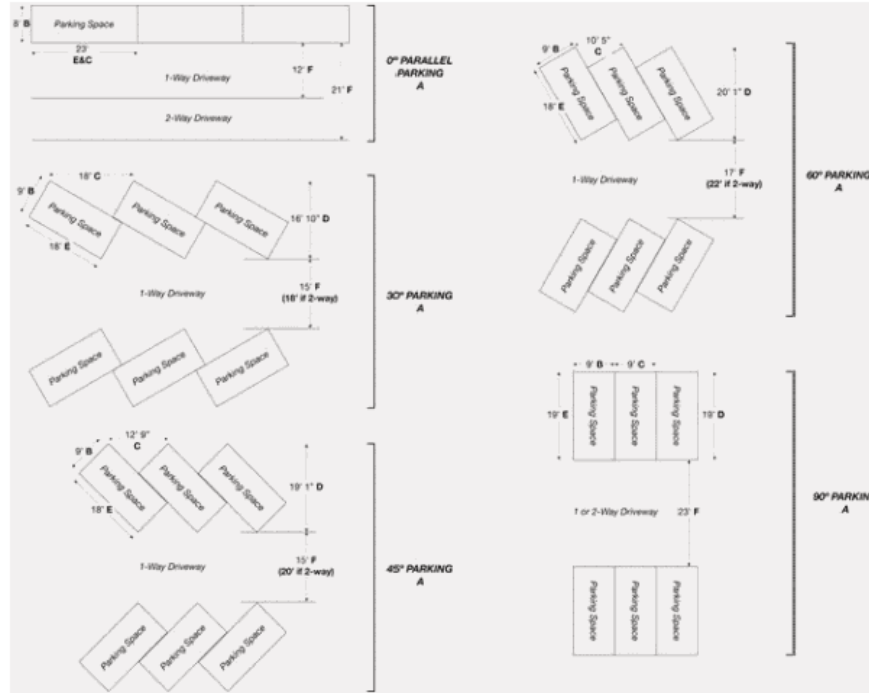 8' B
Parking Space
23'
E&C
1-Way Driveway
12' F
21' F
2-Way Driveway
0° PARALLEL
PARKING
A
18' C
9' B
Parking Space
Parking Space
Parking Space
18' E
16' 10" D
1-Way Driveway
15' F
(18' if 2-way)
30° PARKING
A
Parking Space
Parking Space
Parking Space
12' 9"
C
9' B
Parking Space
Parking Space
Parking Space
18' E
19' 1" D
1-Way Driveway
15' F
(20' if 2-way)
45° PARKING
A
Parking Space
Parking Space
Parking Space
10' 5"
C
9' B
Parking Space
Parking Space
Parking Space
18' E
20' 1" D
1-Way Driveway
17' F
(22' if 2-way)
60° PARKING
A
Parking Space
Parking Space
Parking Space
9' B
9' C
19' E
Parking Space
Parking Space
Parking Space
19' D
1 or 2-Way Driveway
23' F
90° PARKIN
A
Parking Space
Parking Space
Parking Space